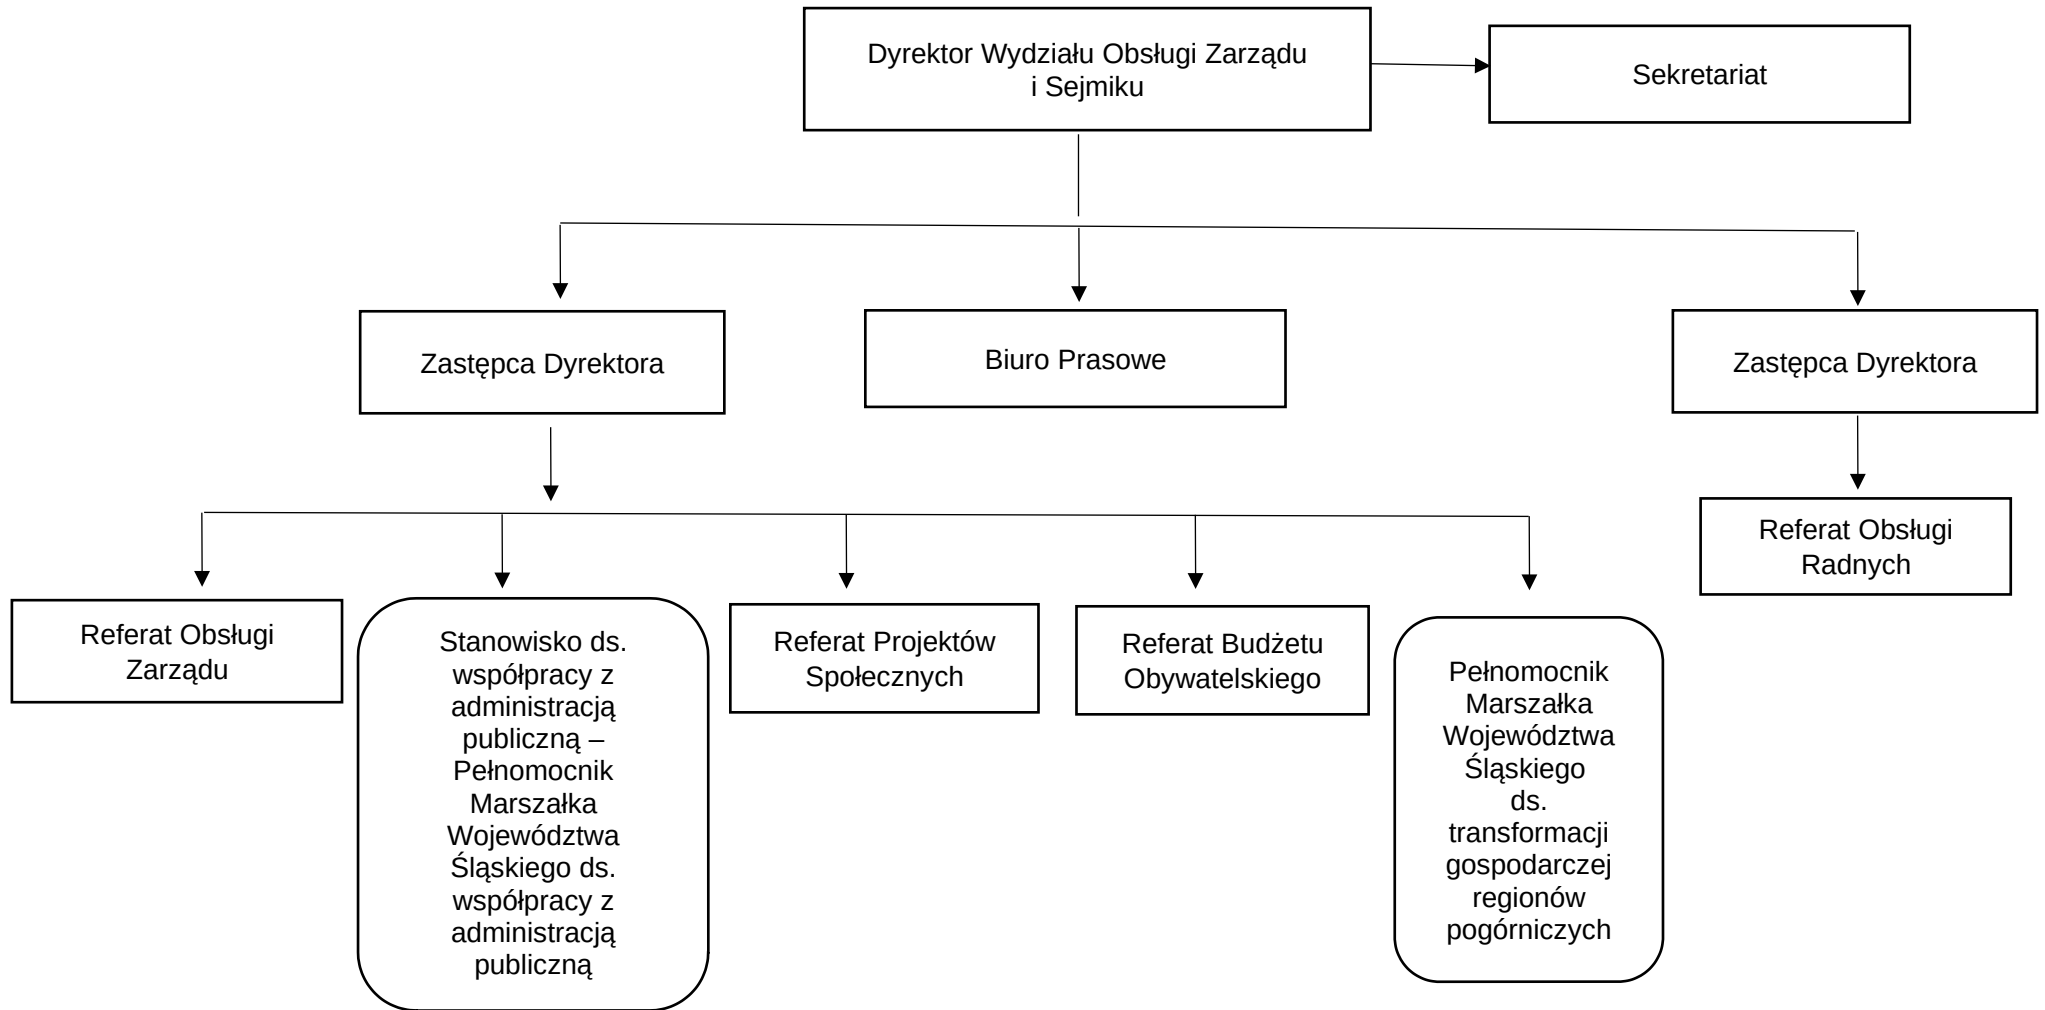 Dyrektor Wydziału Obsługi Zarządu
i Sejmiku
Sekretariat
Zastępca Dyrektora
Biuro Prasowe
Zastępca Dyrektora
Referat Obsługi
Zarządu
Stanowisko ds.
współpracy z
administracją
publiczną –
Pełnomocnik
Marszałka
Województwa
Śląskiego ds.
współpracy z
administracją
publiczną
Referat Projektów
Społecznych
Referat Budżetu
Obywatelskiego
Pełnomocnik
Marszałka
Województwa
Śląskiego
ds.
transformacji
gospodarczej
regionów
pogórniczych
Referat Obsługi
Radnych